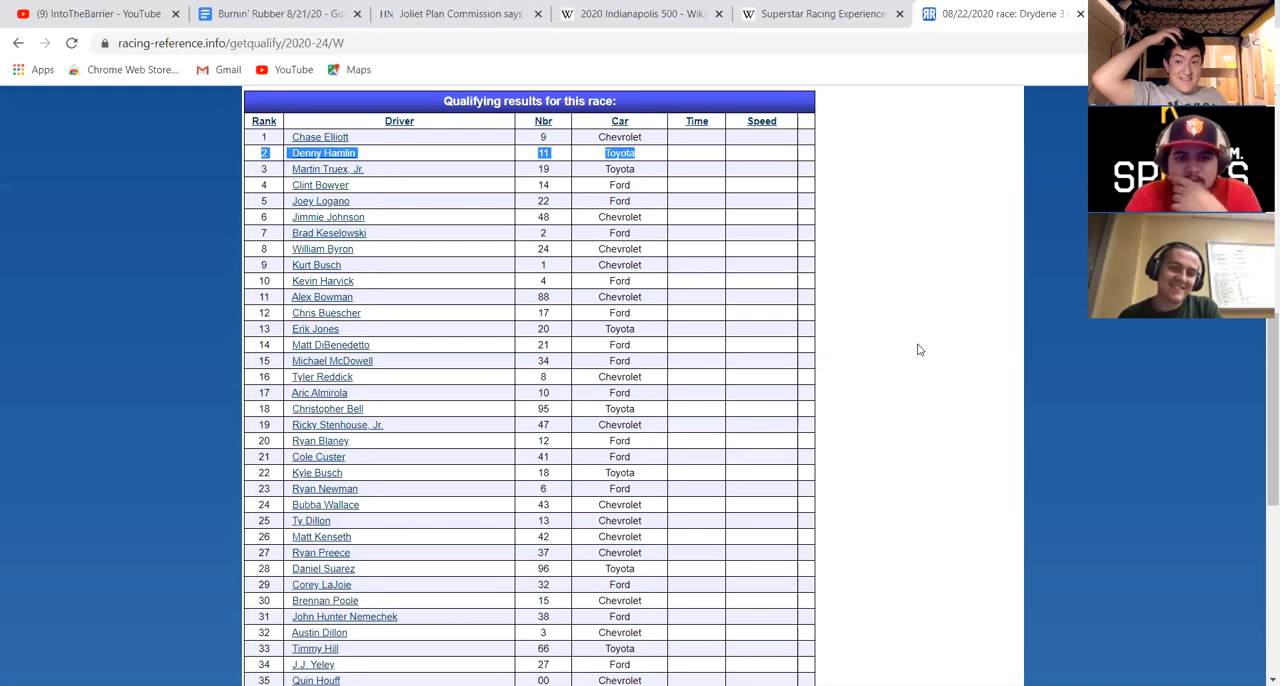 (3) IntoTheBarrier - YouTube
Burnin' Rubber 8/21/20 - Go
Joliet Plan Commission says
2020 Indianapolis 500 - Wiki
Superstar Racing Experience
08/22/2020 race: Drydene 3
racing-reference.info/getqualify/2020-24/W
Apps Chrome Web Store... Gmail YouTube Maps
Qualifying results for this race:
Rank Driver Nbr Car Time Speed
1 Chase Elliott 9 Chevrolet
2 Denny Hamlin 11 Toyota
3 Martin Truex, Jr. 19 Toyota
4 Clint Bowyer 14 Ford
5 Joey Logano 22 Ford
6 Jimmie Johnson 48 Chevrolet
7 Brad Keselowski 2 Ford
8 William Byron 24 Chevrolet
9 Kurt Busch 1 Chevrolet
10 Kevin Harvick 4 Ford
11 Alex Bowman 88 Chevrolet
12 Chris Buescher 17 Ford
13 Erik Jones 20 Toyota
14 Matt DiBenedetto 21 Ford
15 Michael McDowell 34 Ford
16 Tyler Reddick 8 Chevrolet
17 Aric Almirola 10 Ford
18 Christopher Bell 95 Toyota
19 Ricky Stenhouse, Jr. 47 Chevrolet
20 Ryan Blaney 12 Ford
21 Cole Custer 41 Ford
22 Kyle Busch 18 Toyota
23 Ryan Newman 6 Ford
24 Bubba Wallace 43 Chevrolet
25 Ty Dillon 13 Chevrolet
26 Matt Kenseth 42 Chevrolet
27 Ryan Preece 37 Chevrolet
28 Daniel Suarez 96 Toyota
29 Corey LaJoie 32 Ford
30 Brennan Poole 15 Chevrolet
31 John Hunter Nemechek 38 Ford
32 Austin Dillon 3 Chevrolet
33 Timmy Hill 66 Toyota
34 J.J. Yeley 27 Ford
35 Quin Houff 00 Chevrolet